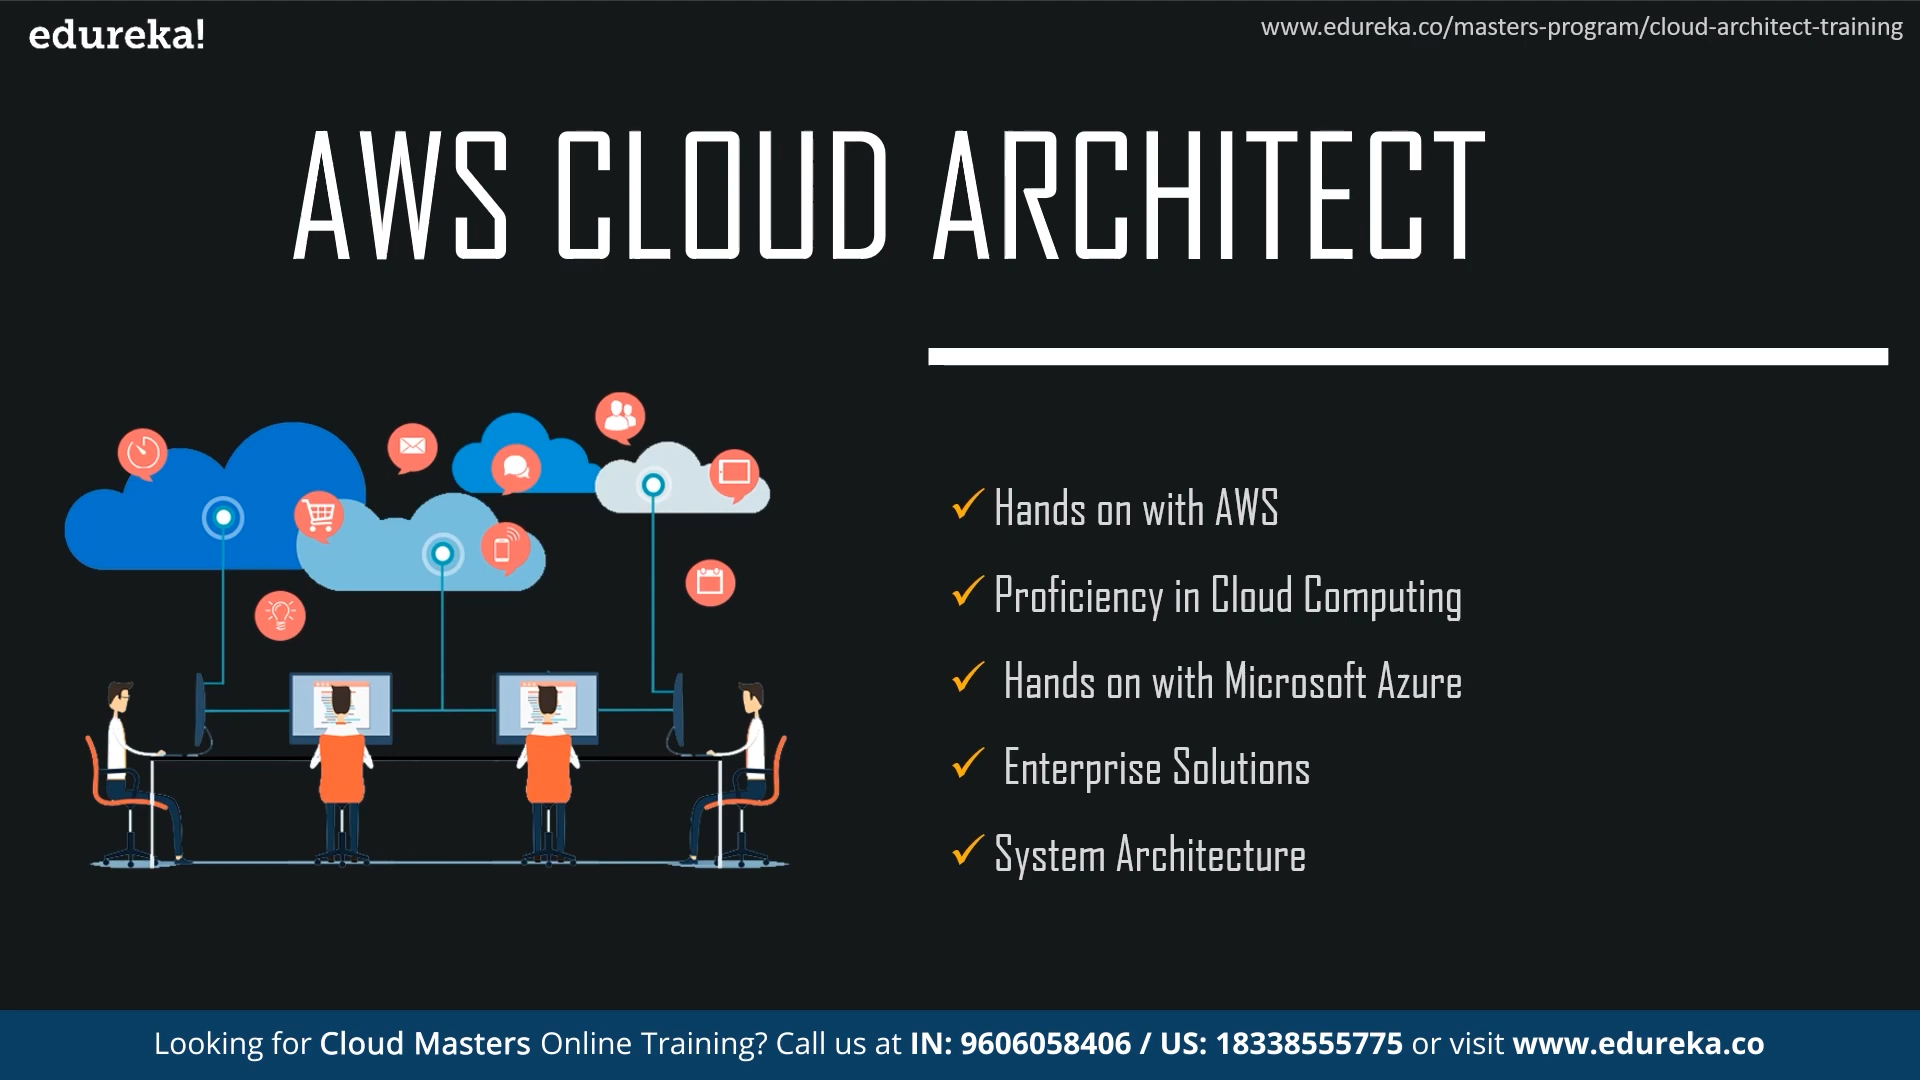 edureka!
www.edureka.co/masters-program/cloud-architect-training
AWS CLOUD ARCHITECT
✓ Hands on with AWS
✓ Proficiency in Cloud Computing
✓ Hands on with Microsoft Azure
✓ Enterprise Solutions
✓ System Architecture
Looking for Cloud Masters Online Training? Call us at IN: 9606058406 / US: 18338555775 or visit www.edureka.co